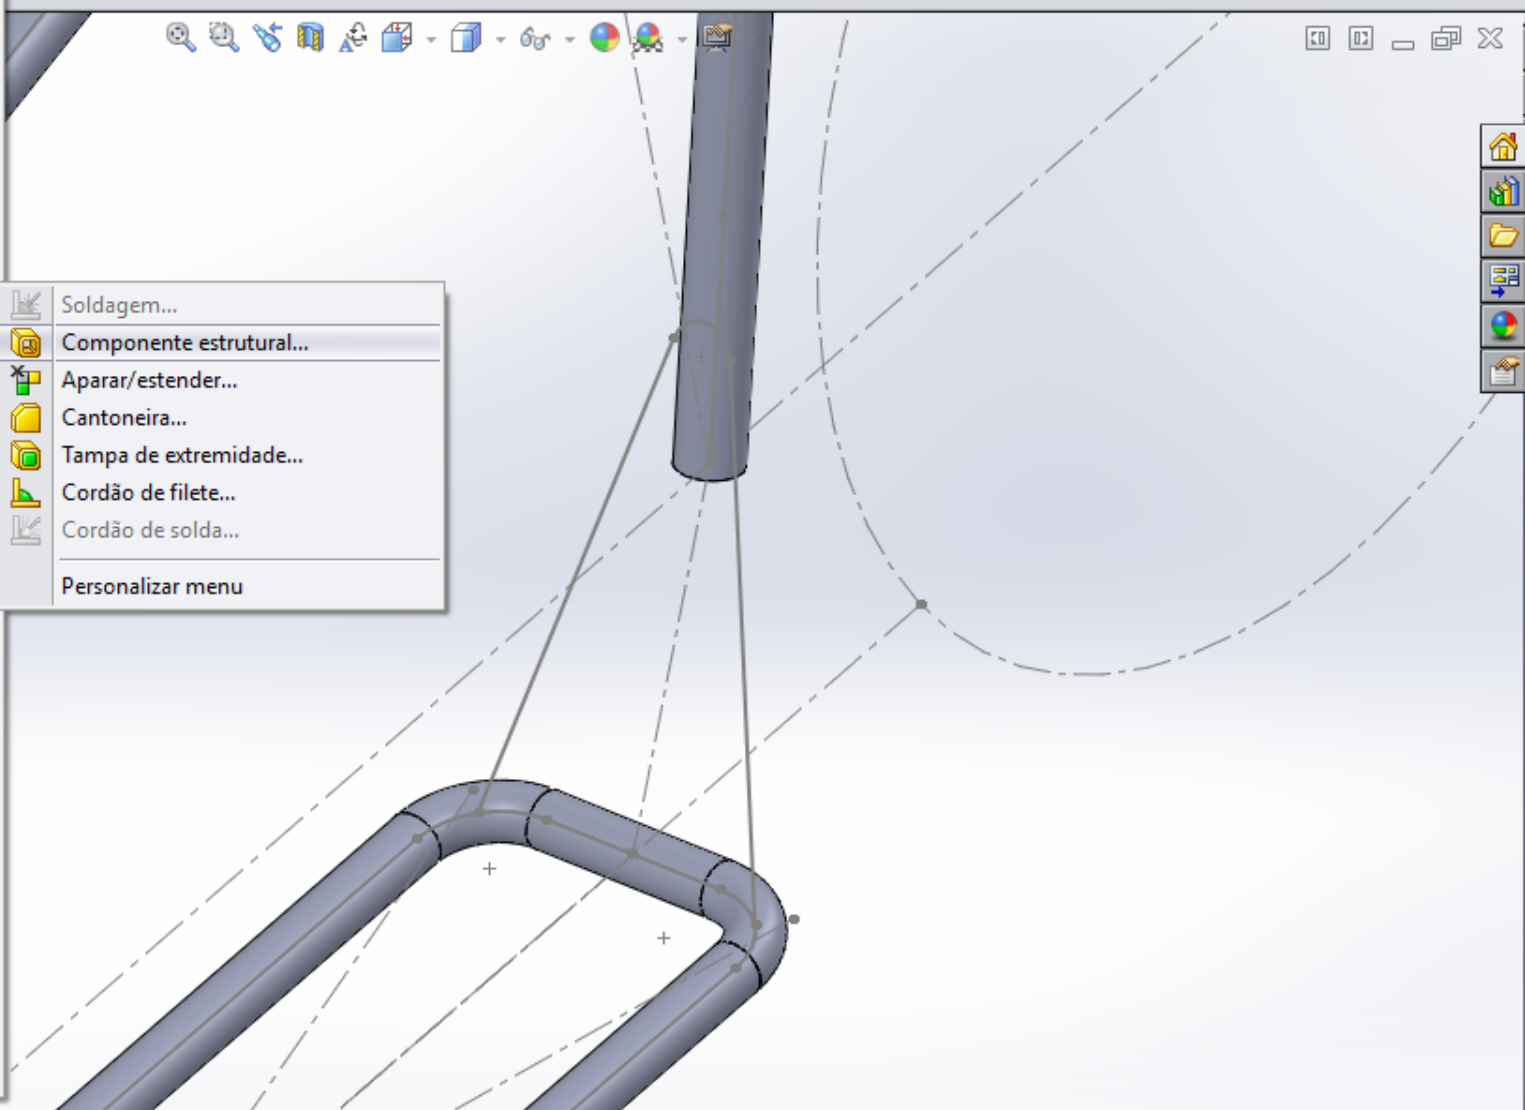 Soldagem...
Componente estrutural...
Aparar/estender...
Cantoneira...
Tampa de extremidade...
Cordão de filete...
Cordão de solda...
Personalizar menu